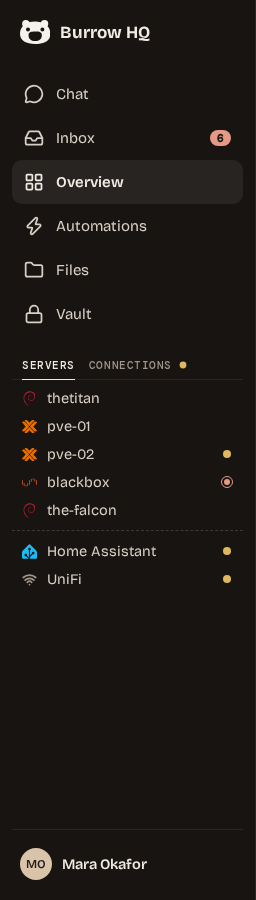 Burrow HQ
Chat
Inbox 6
Overview
Automations
Files
Vault
SERVERS CONNECTIONS
thetitan
pve-01
pve-02
blackbox
the-falcon
Home Assistant
UniFi
MO Mara Okafor